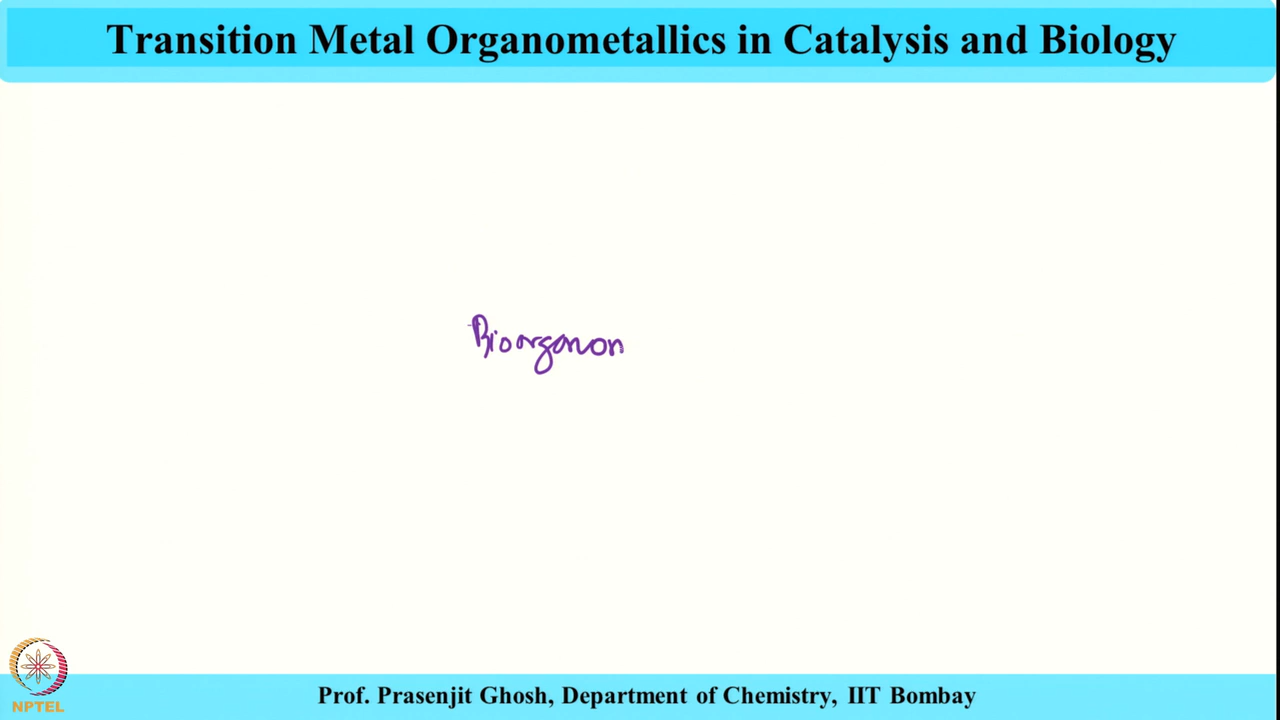 Transition Metal Organometallics in Catalysis and Biology
Bioorganom
NPTEL
Prof. Prasenjit Ghosh, Department of Chemistry, IIT Bombay